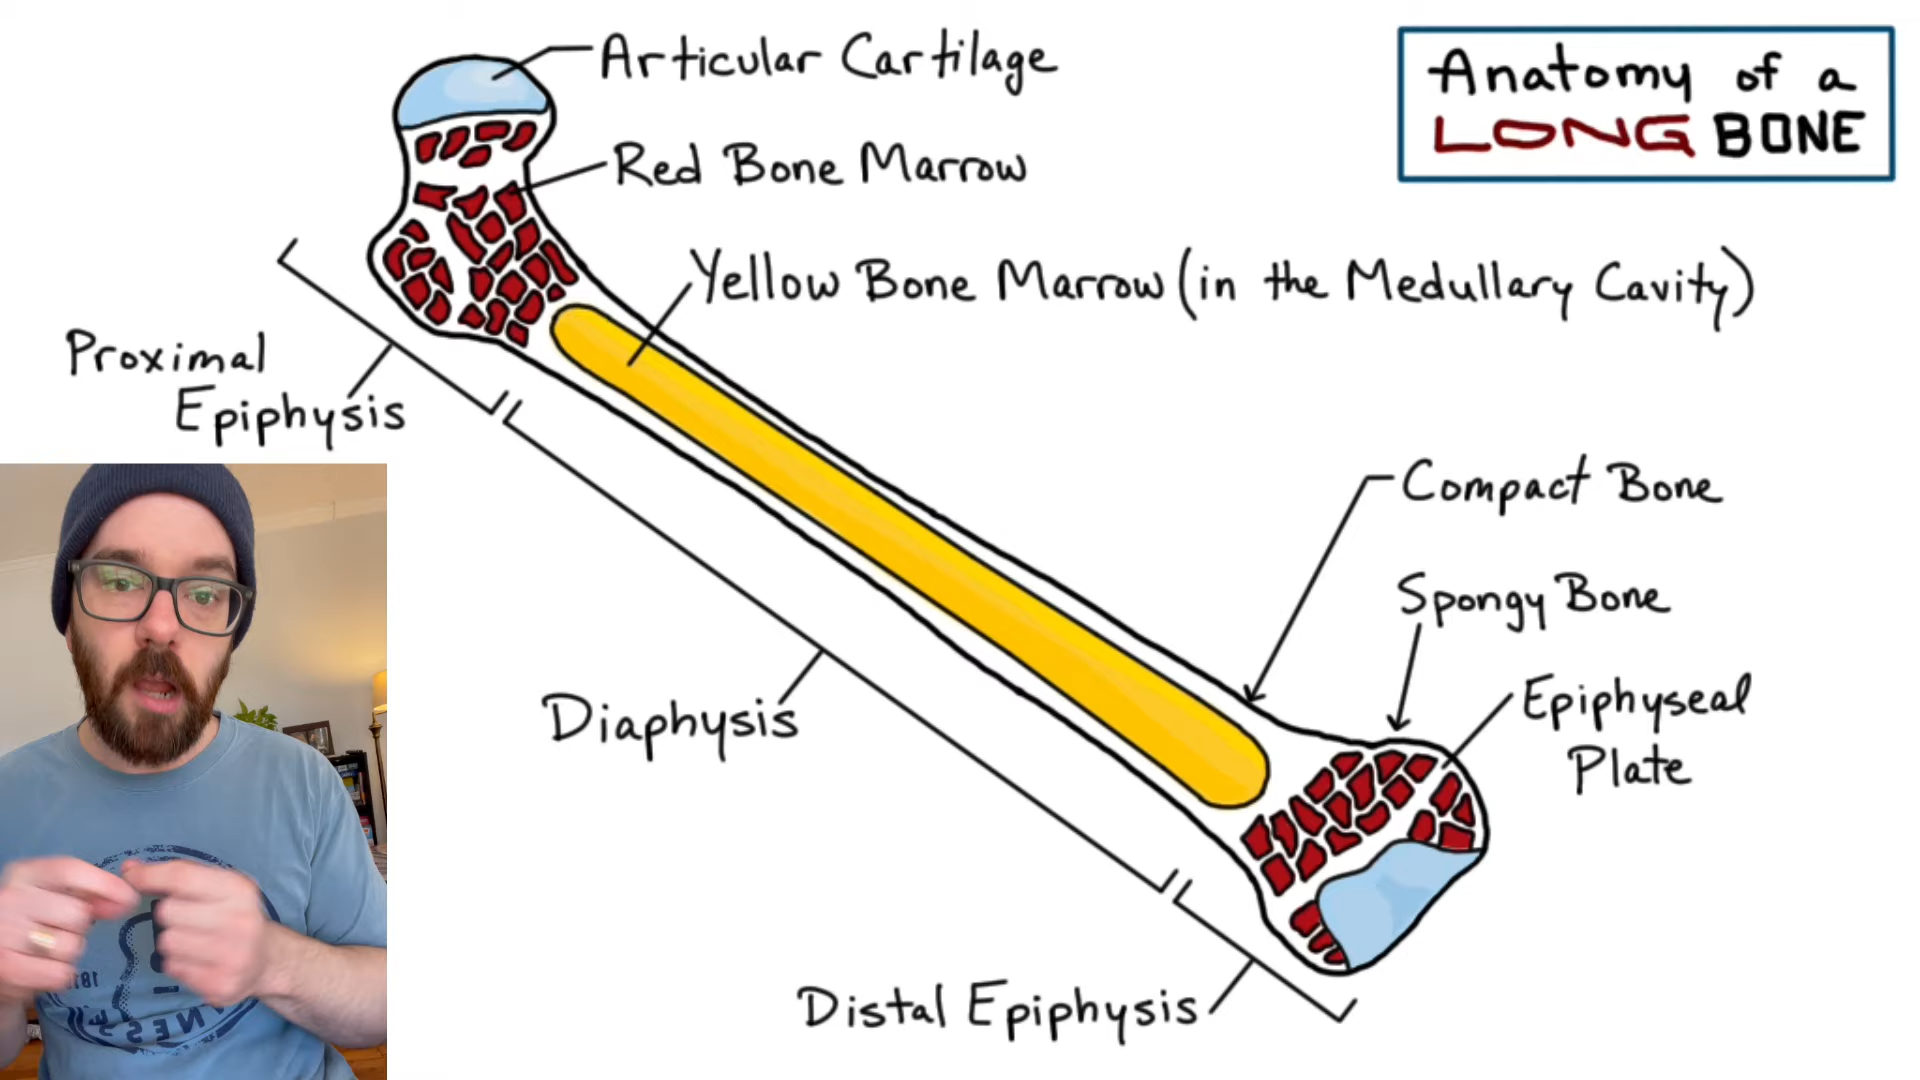 Anatomy of a
LONG BONE
Articular Cartilage
Red Bone Marrow
Yellow Bone Marrow (in the Medullary Cavity)
Proximal
Epiphysis
Compact Bone
Spongy Bone
Epiphyseal
Plate
Diaphysis
Distal Epiphysis